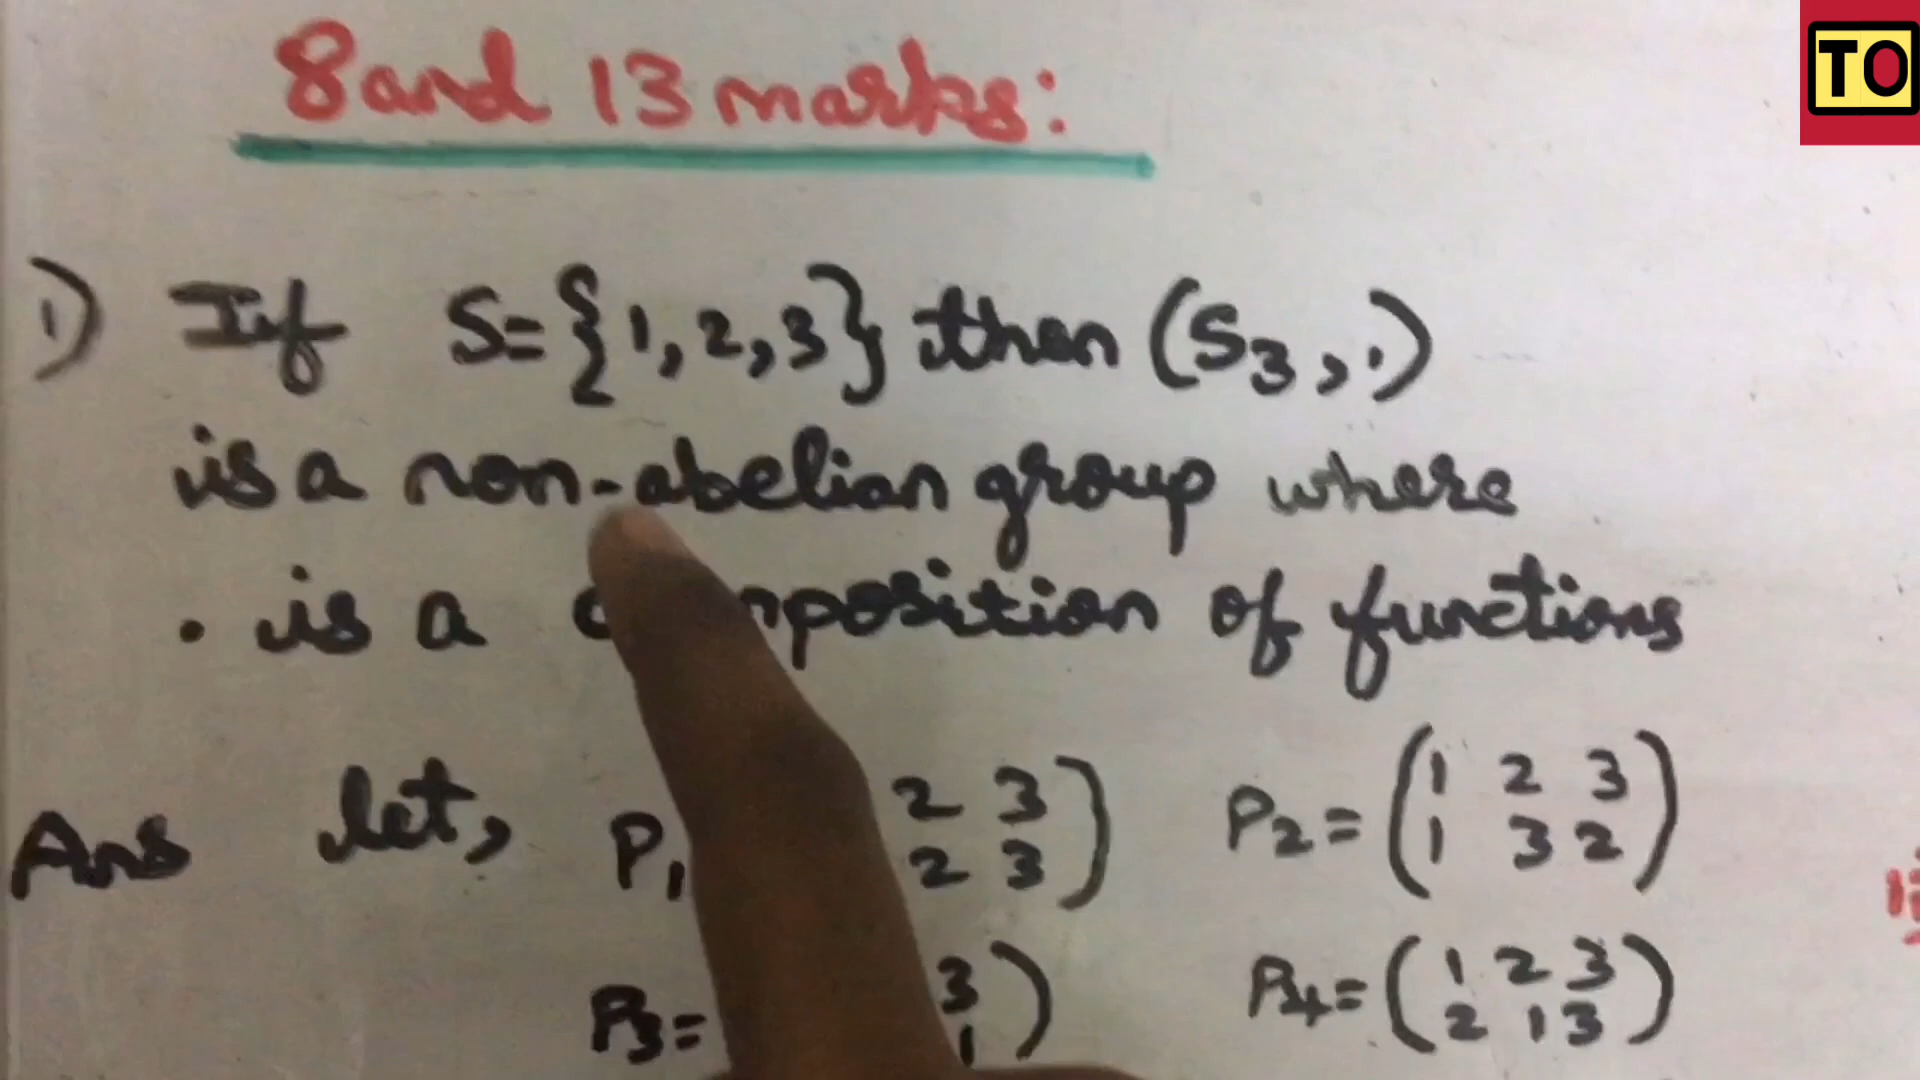 TO
8 and 13 marks:
1) If S={1,2,3} then (S3, .)
is a non-abelian group where
. is a of functions
Ans let, P1 2 3) P2=(1 2 3
2 3) 1 3 2)
P3= 3) P4=(1 2 3
1) 2 1 3)